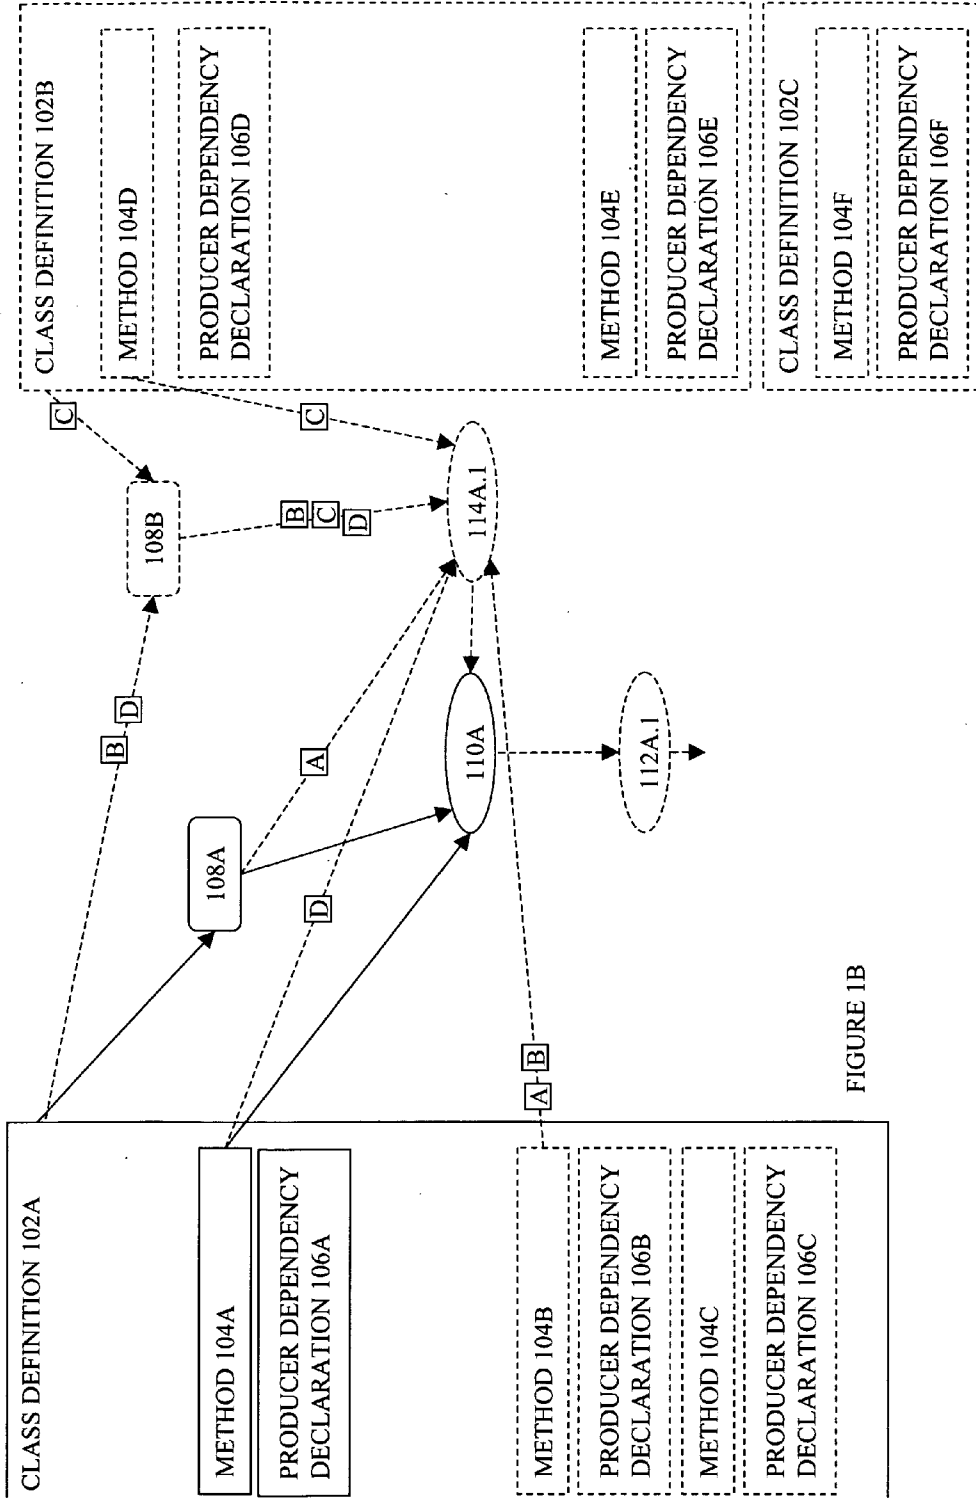 CLASS DEFINITION 102A
METHOD 104A
PRODUCER DEPENDENCY
DECLARATION 106A
METHOD 104B
PRODUCER DEPENDENCY
DECLARATION 106B
METHOD 104C
PRODUCER DEPENDENCY
DECLARATION 106C
B
D
108A
108B
C
A
D
B
C
D
C
A
B
110A
114A.1
112A.1
CLASS DEFINITION 102B
METHOD 104D
PRODUCER DEPENDENCY
DECLARATION 106D
METHOD 104E
PRODUCER DEPENDENCY
DECLARATION 106E
CLASS DEFINITION 102C
METHOD 104F
PRODUCER DEPENDENCY
DECLARATION 106F
FIGURE 1B